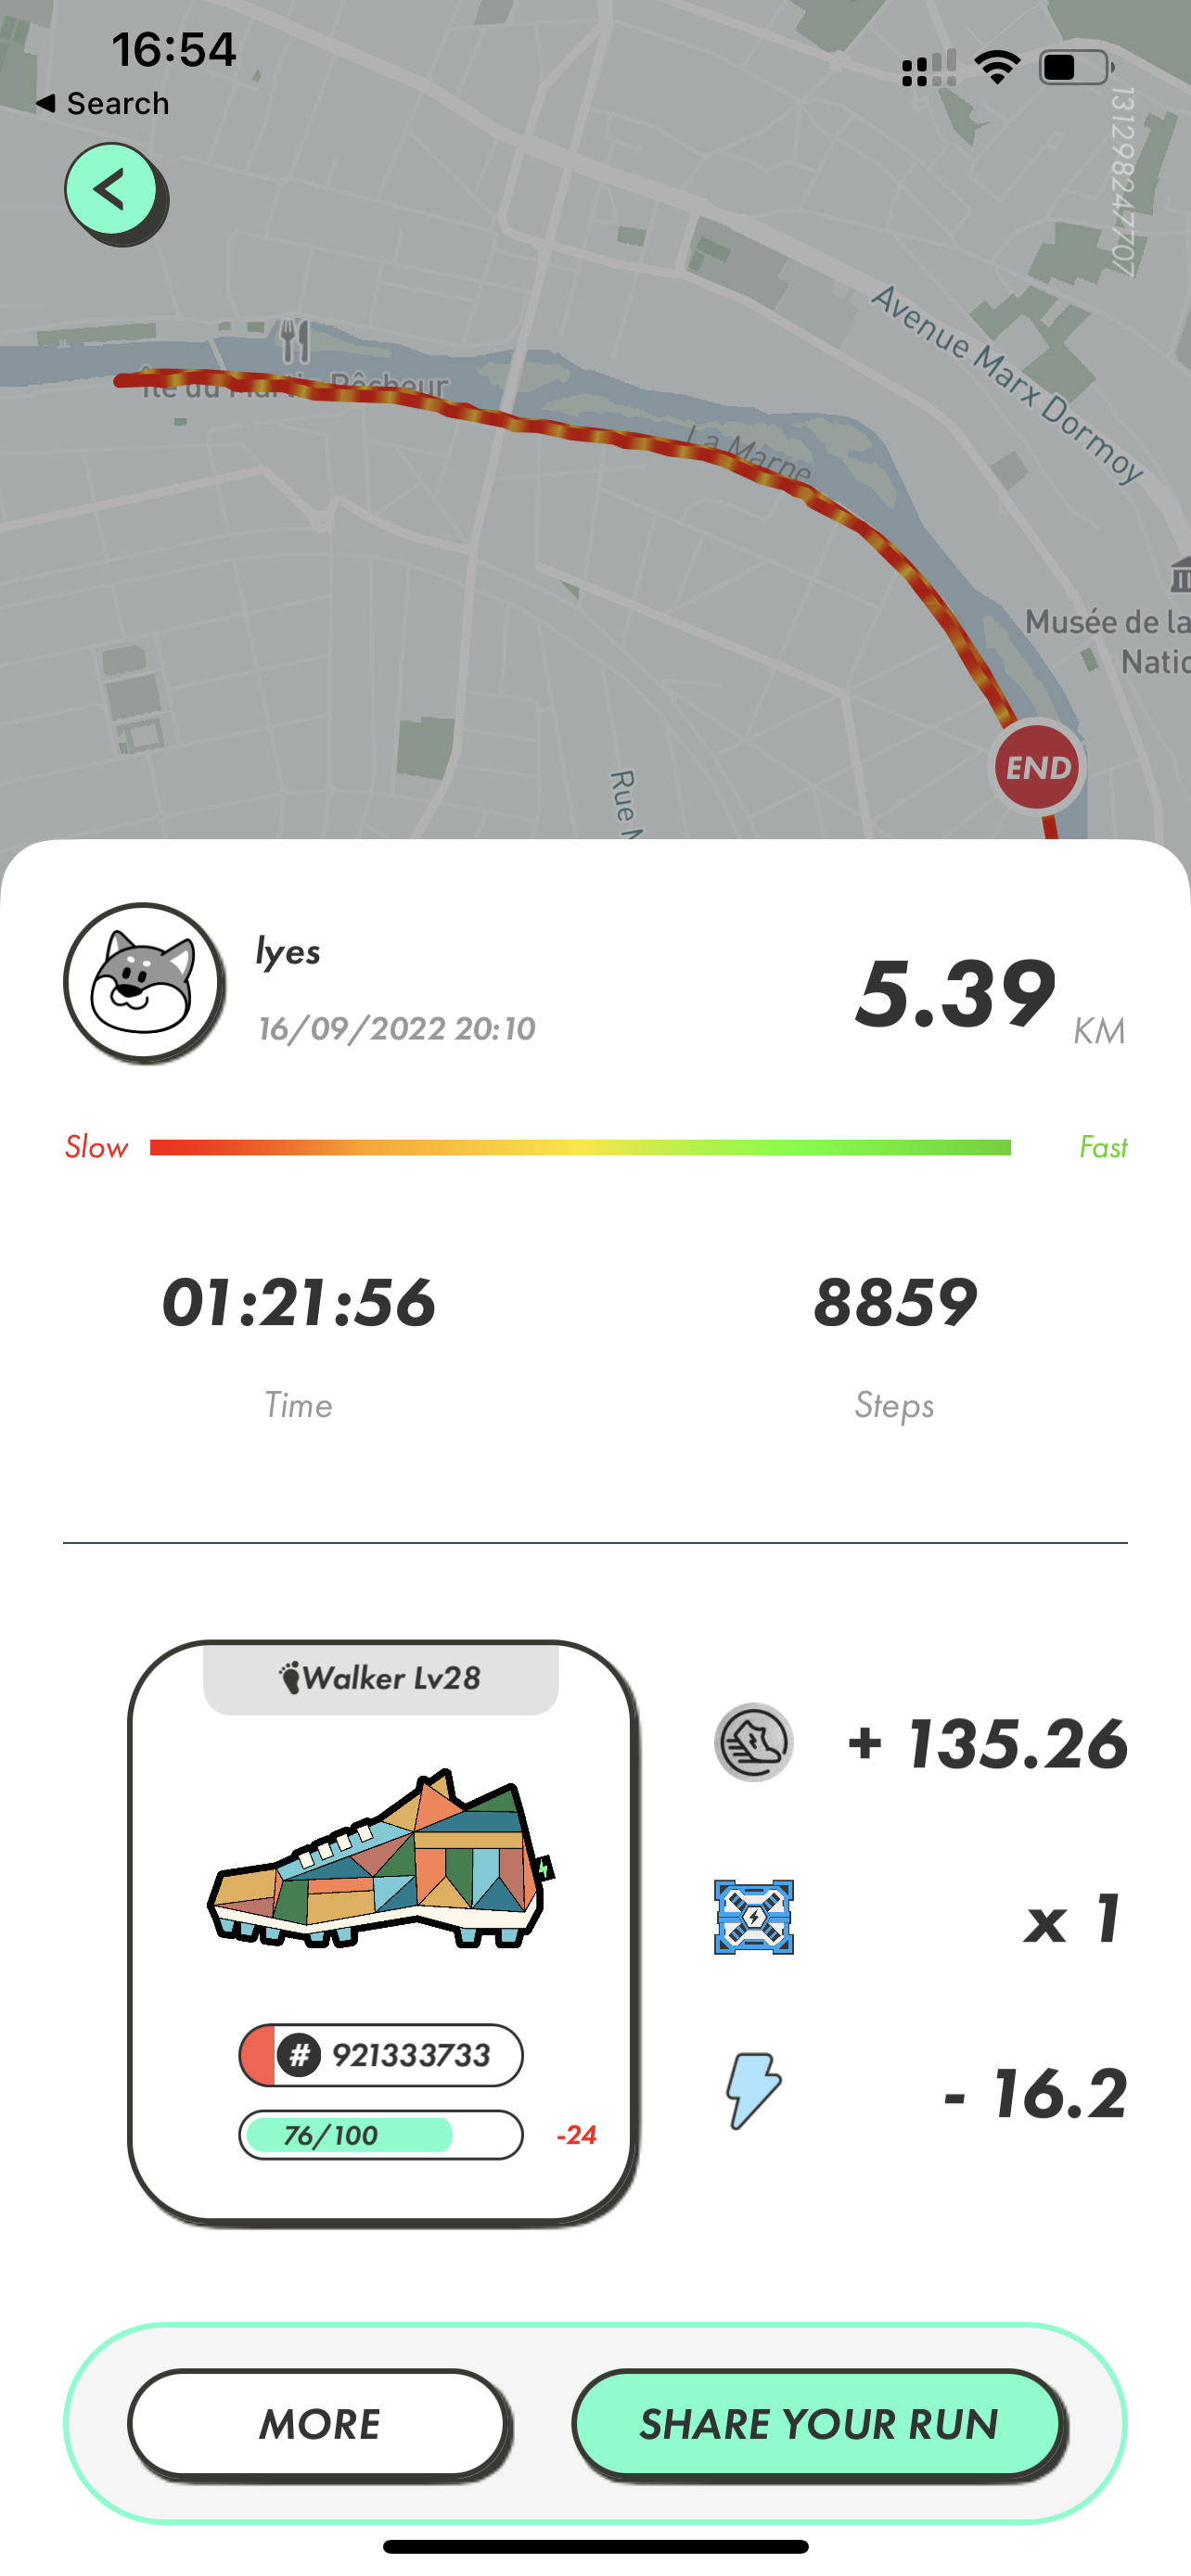 16:54
◀ Search
131298247707
Avenue Marx Dormoy
Île du Martin Pêcheur
La Marne
Musée de la
Natio
Rue
END
lyes
16/09/2022 20:10
5.39 KM
Slow
Fast
01:21:56
8859
Time
Steps
Walker Lv28
+ 135.26
x 1
# 921333733
76/100
-24
- 16.2
MORE
SHARE YOUR RUN